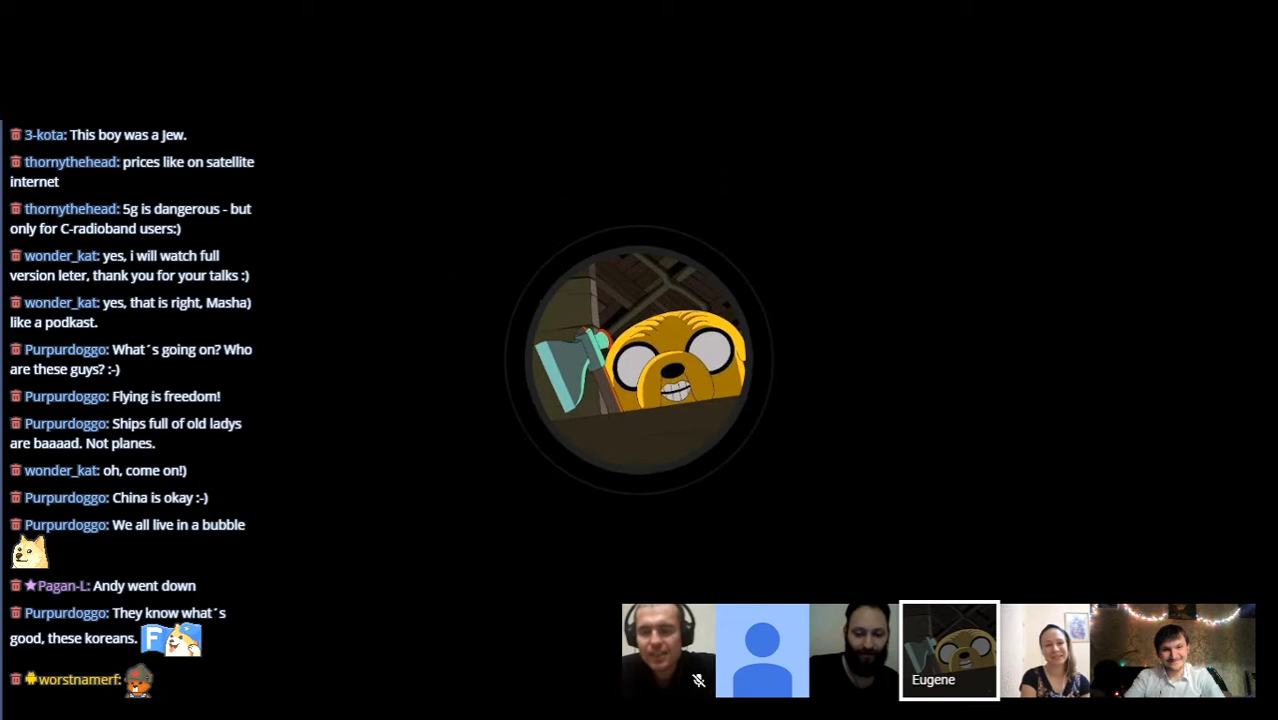 3-kota: This boy was a Jew.
thornythehead: prices like on satellite
internet
thornythehead: 5g is dangerous - but
only for C-radioband users:)
wonder_kat: yes, i will watch full
version leter, thank you for your talks :)
wonder_kat: yes, that is right, Masha)
like a podkast.
Purpurdoggo: What´s going on? Who
are these guys? :-)
Purpurdoggo: Flying is freedom!
Purpurdoggo: Ships full of old ladys
are baaaad. Not planes.
wonder_kat: oh, come on!)
Purpurdoggo: China is okay :-)
Purpurdoggo: We all live in a bubble
Pagan-L: Andy went down
Purpurdoggo: They know what´s
good, these koreans. F
worstnamerf:
Eugene